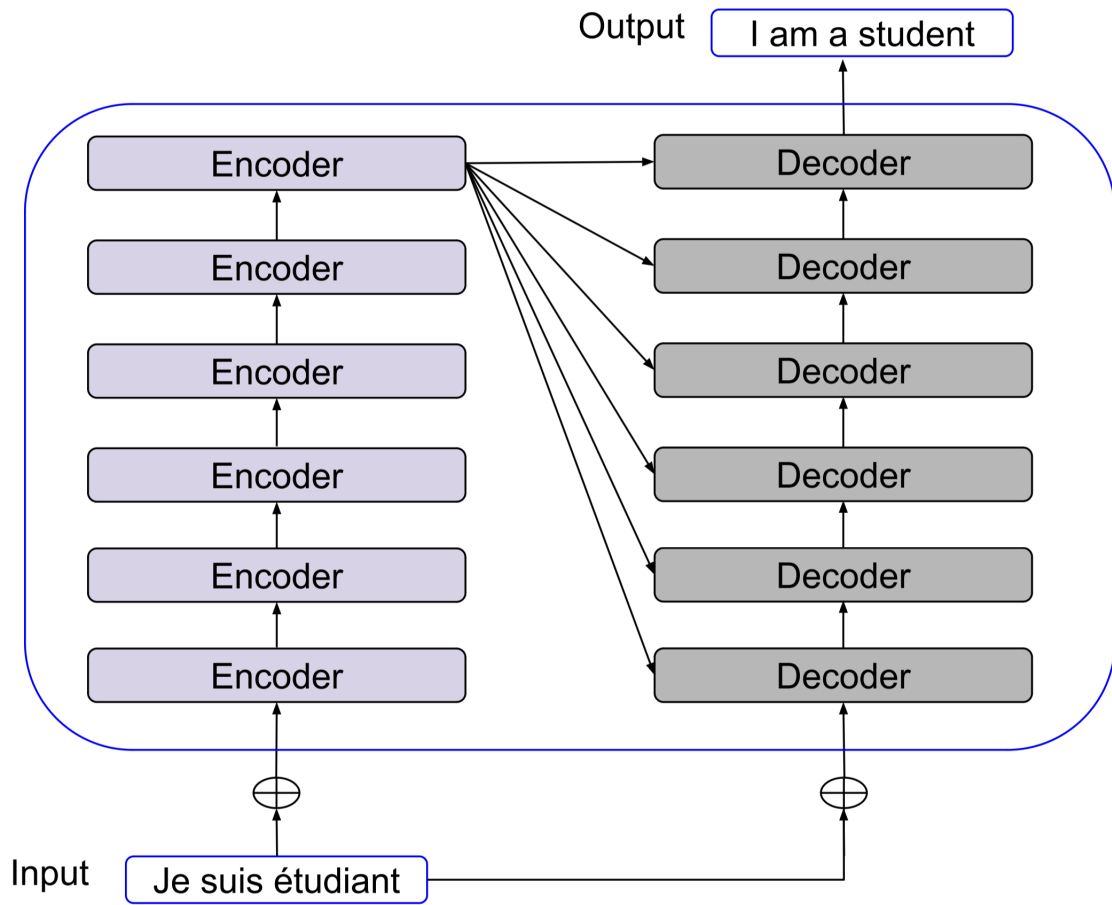 Output
I am a student
Encoder
Decoder
Encoder
Decoder
Encoder
Decoder
Encoder
Decoder
Encoder
Decoder
Encoder
Decoder
Input
Je suis étudiant